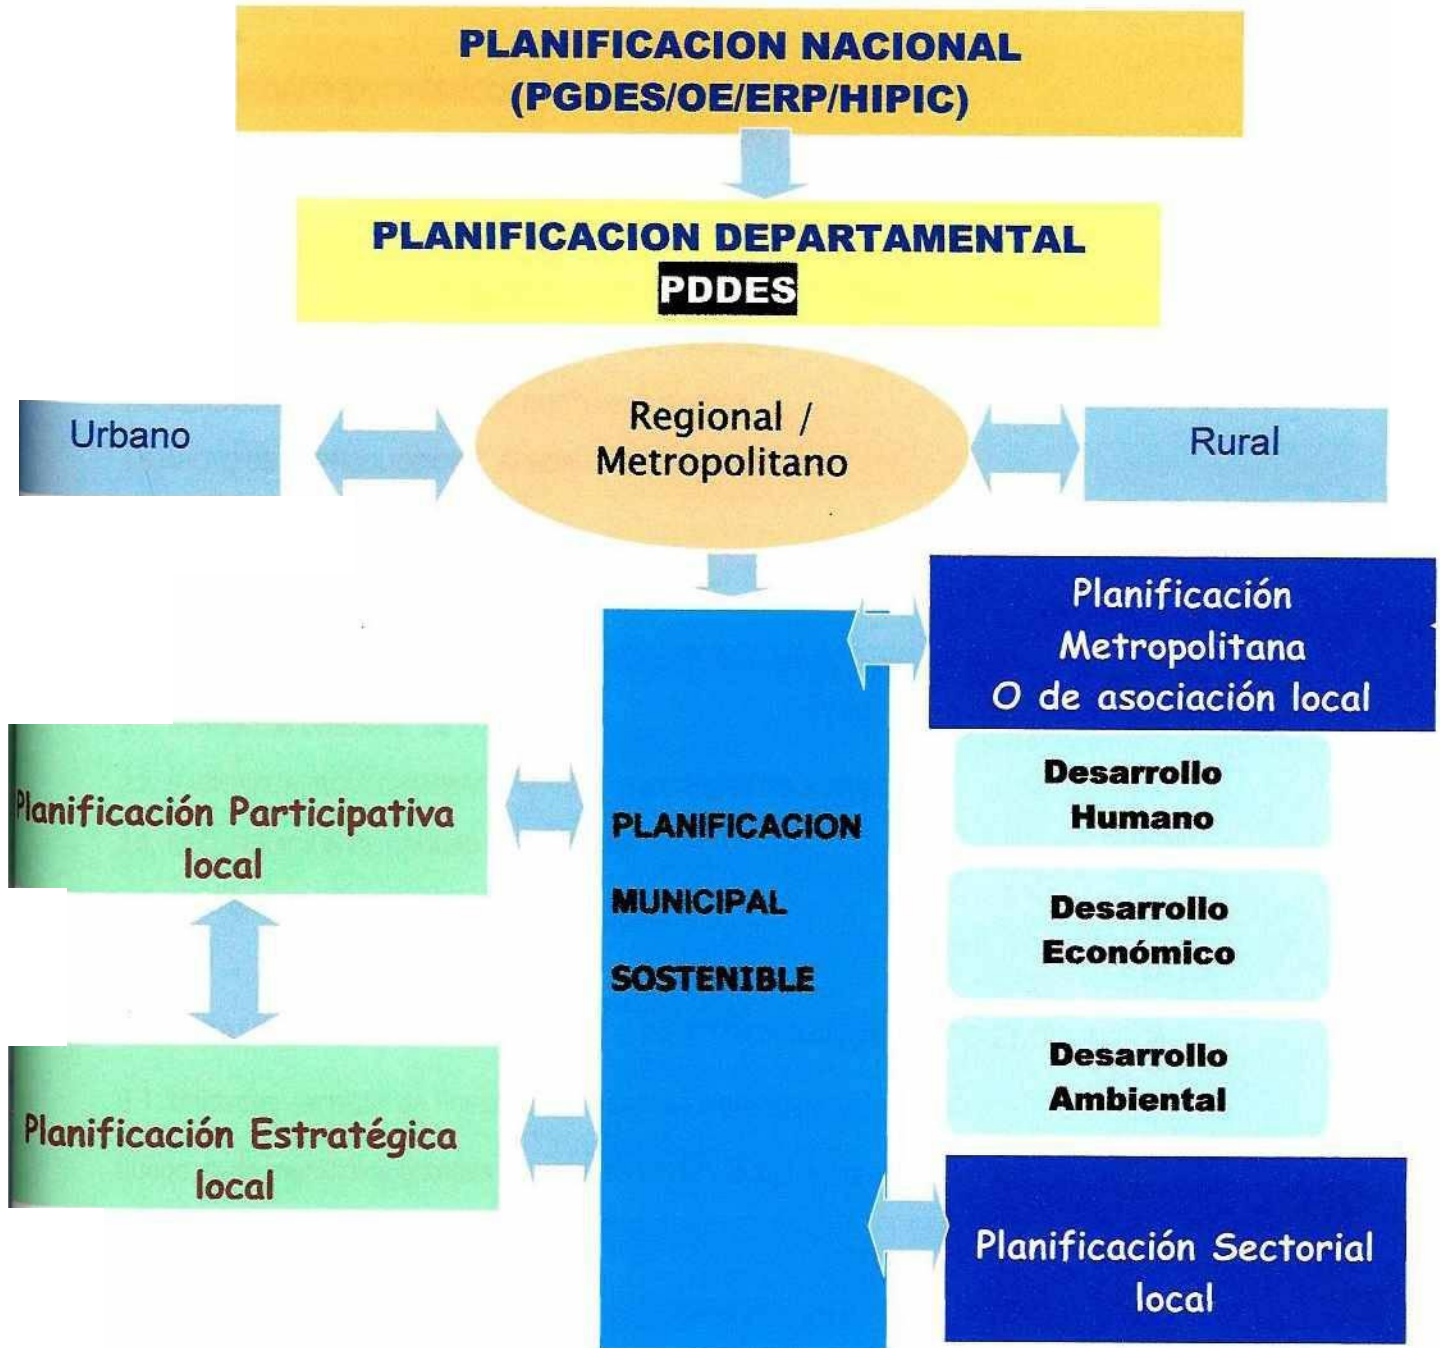 PLANIFICACION NACIONAL
(PGDES/OE/ERP/HIPIC)
PLANIFICACION DEPARTAMENTAL
PDDES
Urbano
Regional /
Metropolitano
Rural
Planificación
Metropolitana
O de asociación local
Planificación Participativa
local
PLANIFICACION
MUNICIPAL
SOSTENIBLE
Desarrollo
Humano
Desarrollo
Económico
Desarrollo
Ambiental
Planificación Estratégica
local
Planificación Sectorial
local